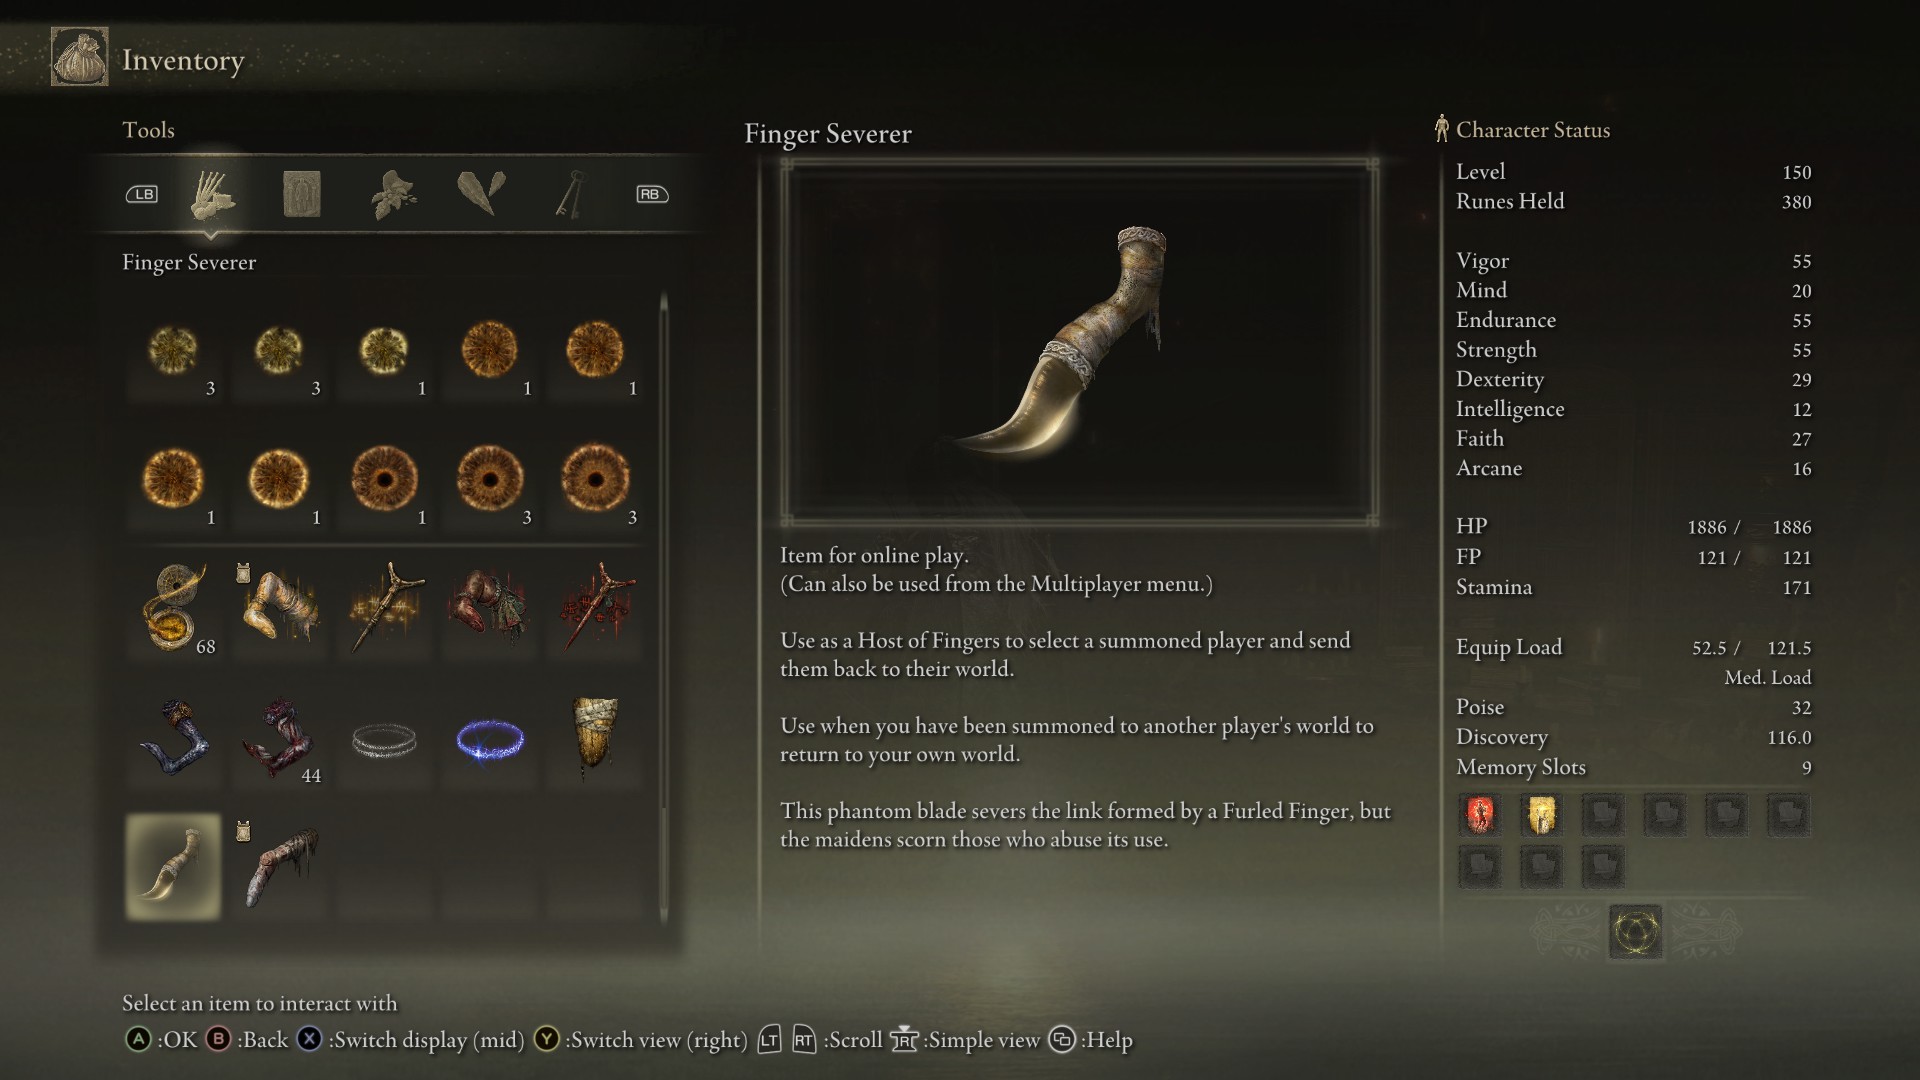 Inventory
Tools
LB
RB
Finger Severer
3
3
1
1
1
1
1
1
3
3
68
44
Finger Severer
Item for online play.
(Can also be used from the Multiplayer menu.)
Use as a Host of Fingers to select a summoned player and send
them back to their world.
Use when you have been summoned to another player's world to
return to your own world.
This phantom blade severs the link formed by a Furled Finger, but
the maidens scorn those who abuse its use.
Character Status
Level 150
Runes Held 380
Vigor 55
Mind 20
Endurance 55
Strength 55
Dexterity 29
Intelligence 12
Faith 27
Arcane 16
HP 1886 / 1886
FP 121 / 121
Stamina 171
Equip Load 52.5 / 121.5
Med. Load
Poise 32
Discovery 116.0
Memory Slots 9
Select an item to interact with
A :OK B :Back X :Switch display (mid) Y :Switch view (right) LT RT :Scroll R :Simple view :Help